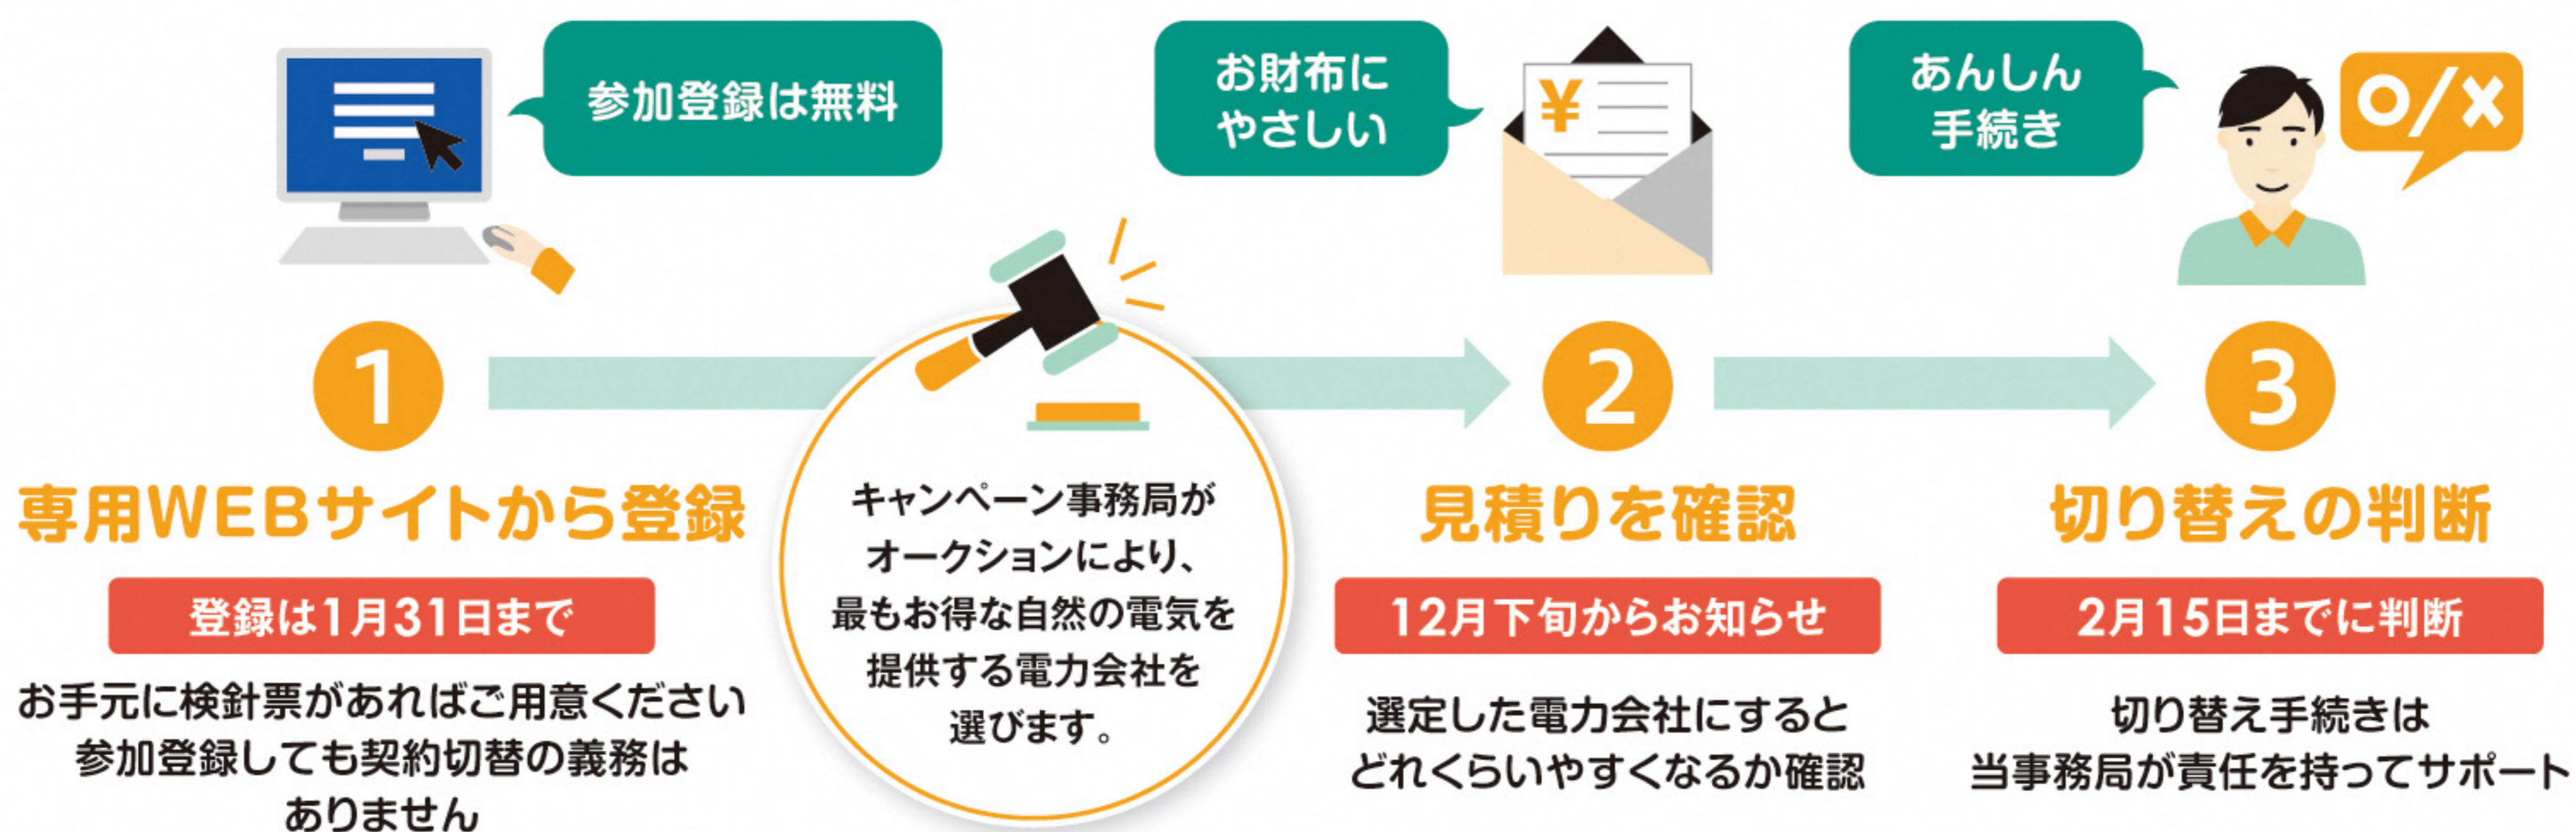 参加登録は無料
1
専用WEBサイトから登録
登録は1月31日まで
お手元に検針票があればご用意ください
参加登録しても契約切替の義務は
ありません
キャンペーン事務局が
オークションにより、
最もお得な自然の電気を
提供する電力会社を
選びます。
お財布に
やさしい
¥
2
見積りを確認
12月下旬からお知らせ
選定した電力会社にすると
どれくらいやすくなるか確認
あんしん
手続き
O/X
3
切り替えの判断
2月15日までに判断
切り替え手続きは
当事務局が責任を持ってサポート